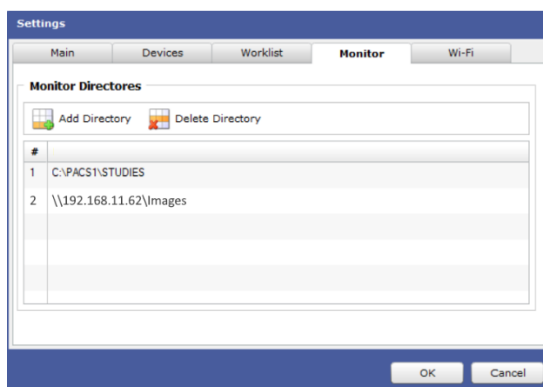 Settings
Main Devices Worklist Monitor Wi-Fi
Monitor Directores
Add Directory Delete Directory
#
1 C:\PACS1\STUDIES
2 \\192.168.11.62\Images
OK Cancel